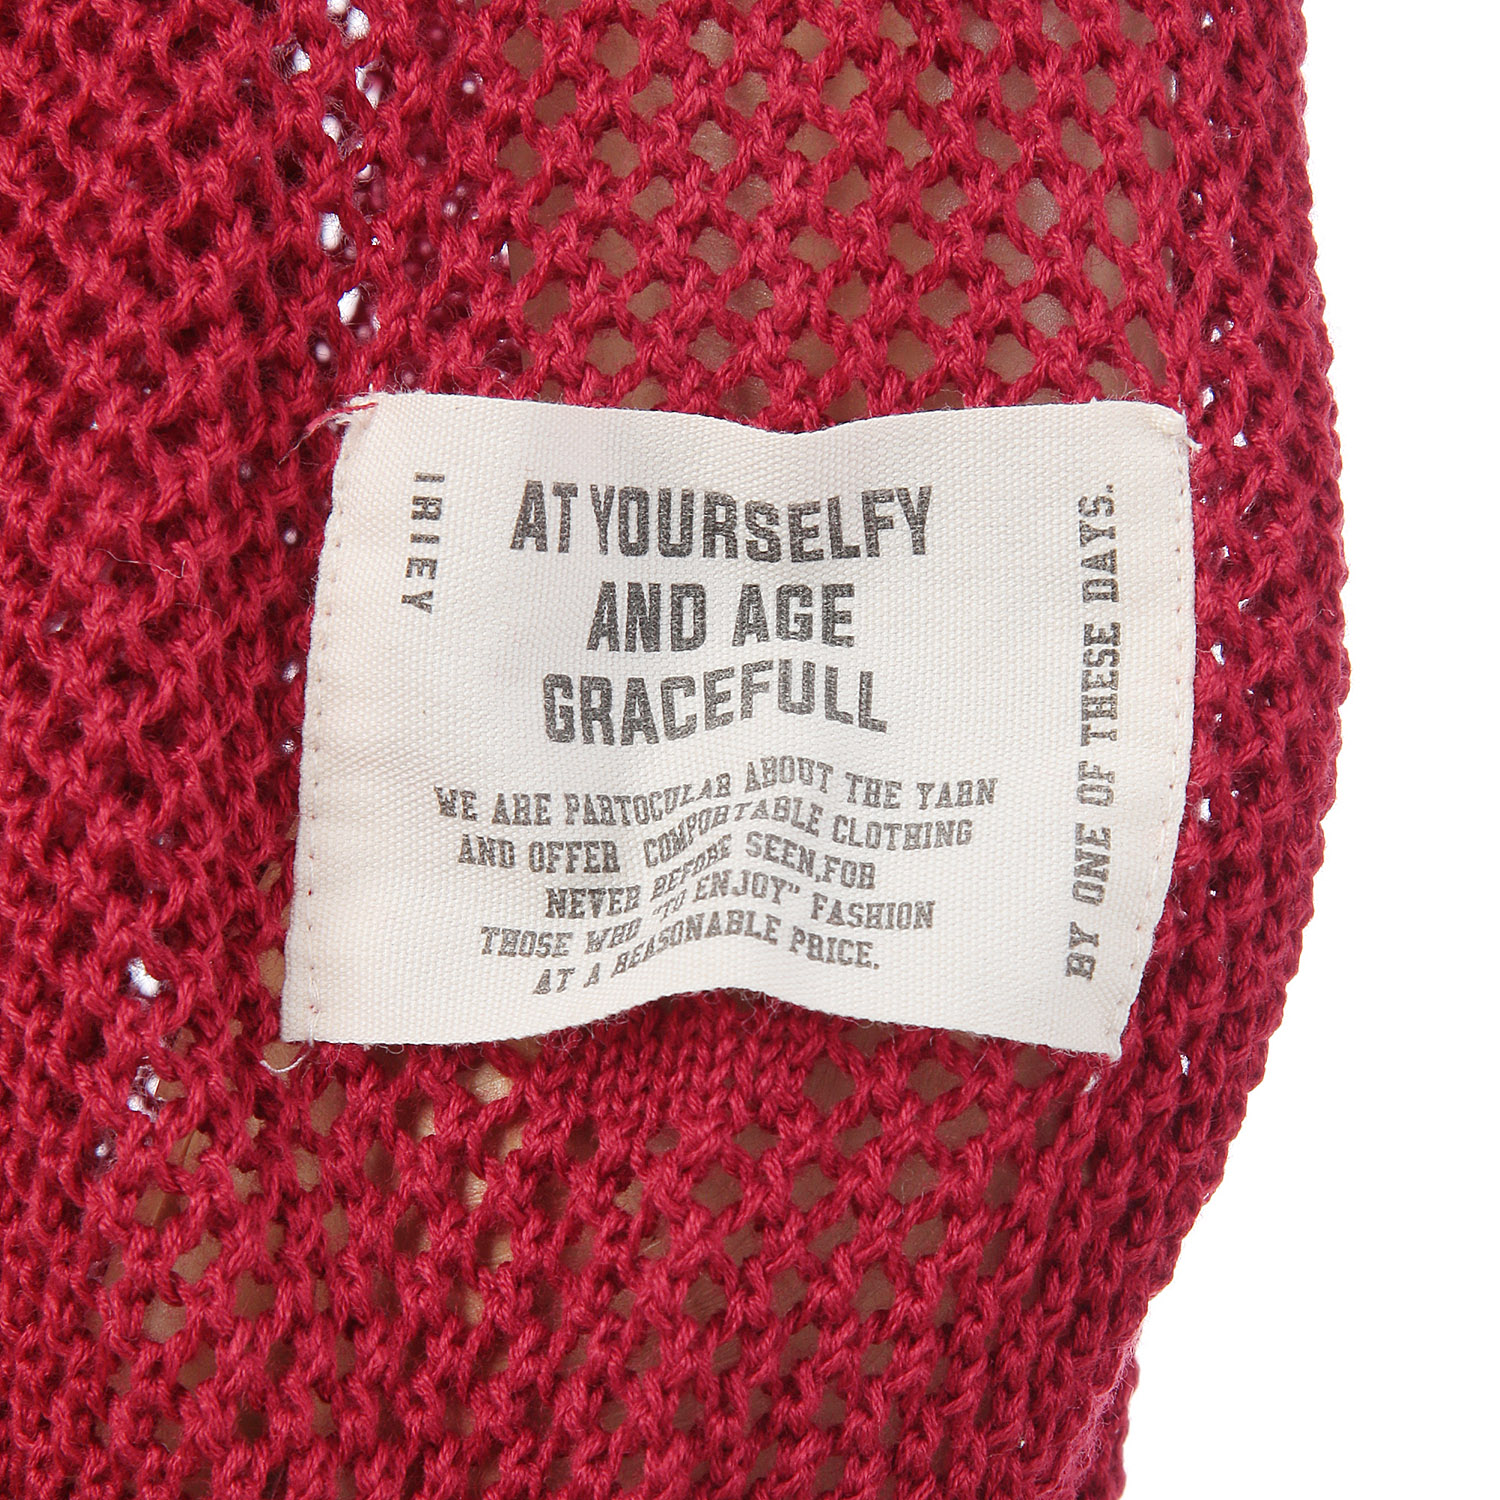 IRIEY
AT YOURSELFY
AND AGE
GRACEFULL
WE ARE PARTOCULAR ABOUT THE YARN
AND OFFER COMPORTABLE CLOTHING
NEVER BEFORE SEEN,FOR
THOSE WHO "TO ENJOY" FASHION
AT A REASONABLE PRICE.
BY ONE OF THESE DAYS.